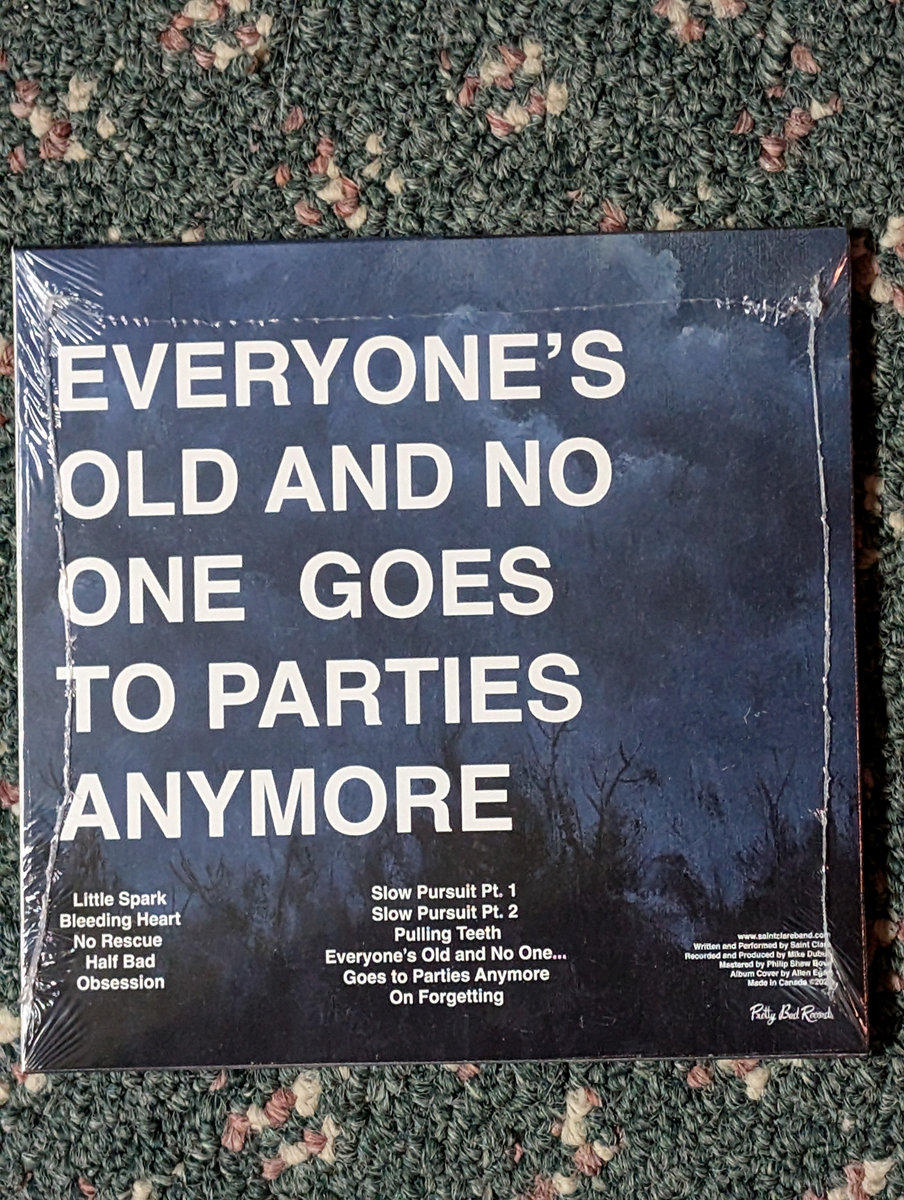 EVERYONE'S
OLD AND NO
ONE GOES
TO PARTIES
ANYMORE
Little Spark
Bleeding Heart
No Rescue
Half Bad
Obsession
Slow Pursuit Pt. 1
Slow Pursuit Pt. 2
Pulling Teeth
Everyone's Old and No One...
Goes to Parties Anymore
On Forgetting
www.saintclareband.com
Written and Performed by Saint Clare
Recorded and Produced by Mike
Mastered by Philip Shaw
Album Cover by Allen
Made in Canada
Pretty Bad Records